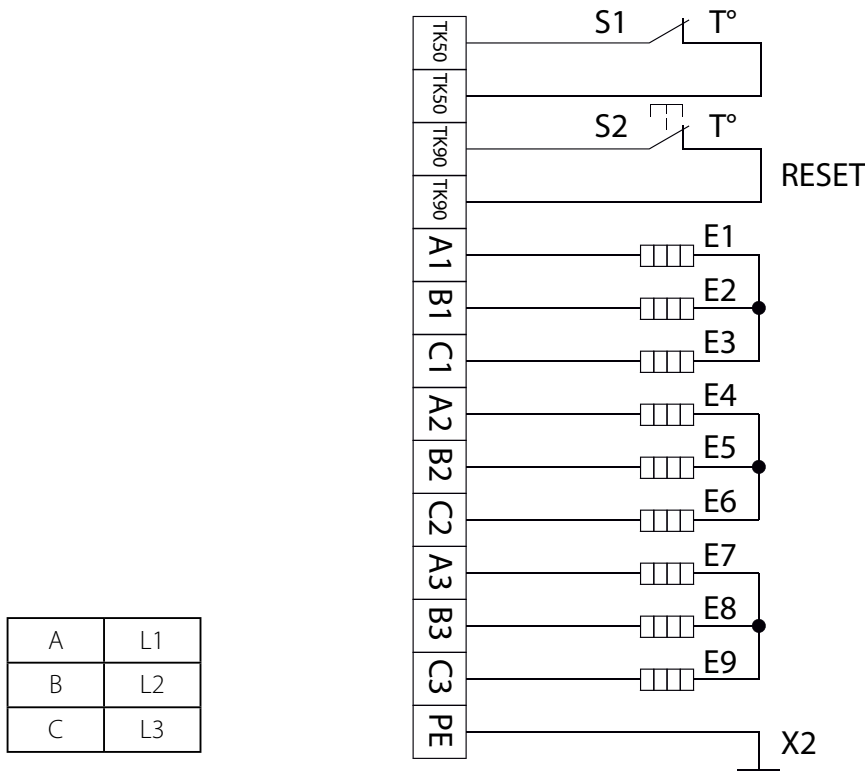 TK50
S1 T°
TK50
TK90
S2 T°
TK90
RESET
A1
E1
B1
E2
C1
E3
A2
E4
B2
E5
C2
E6
A3
E7
B3
E8
C3
E9
PE
X2
A L1
B L2
C L3